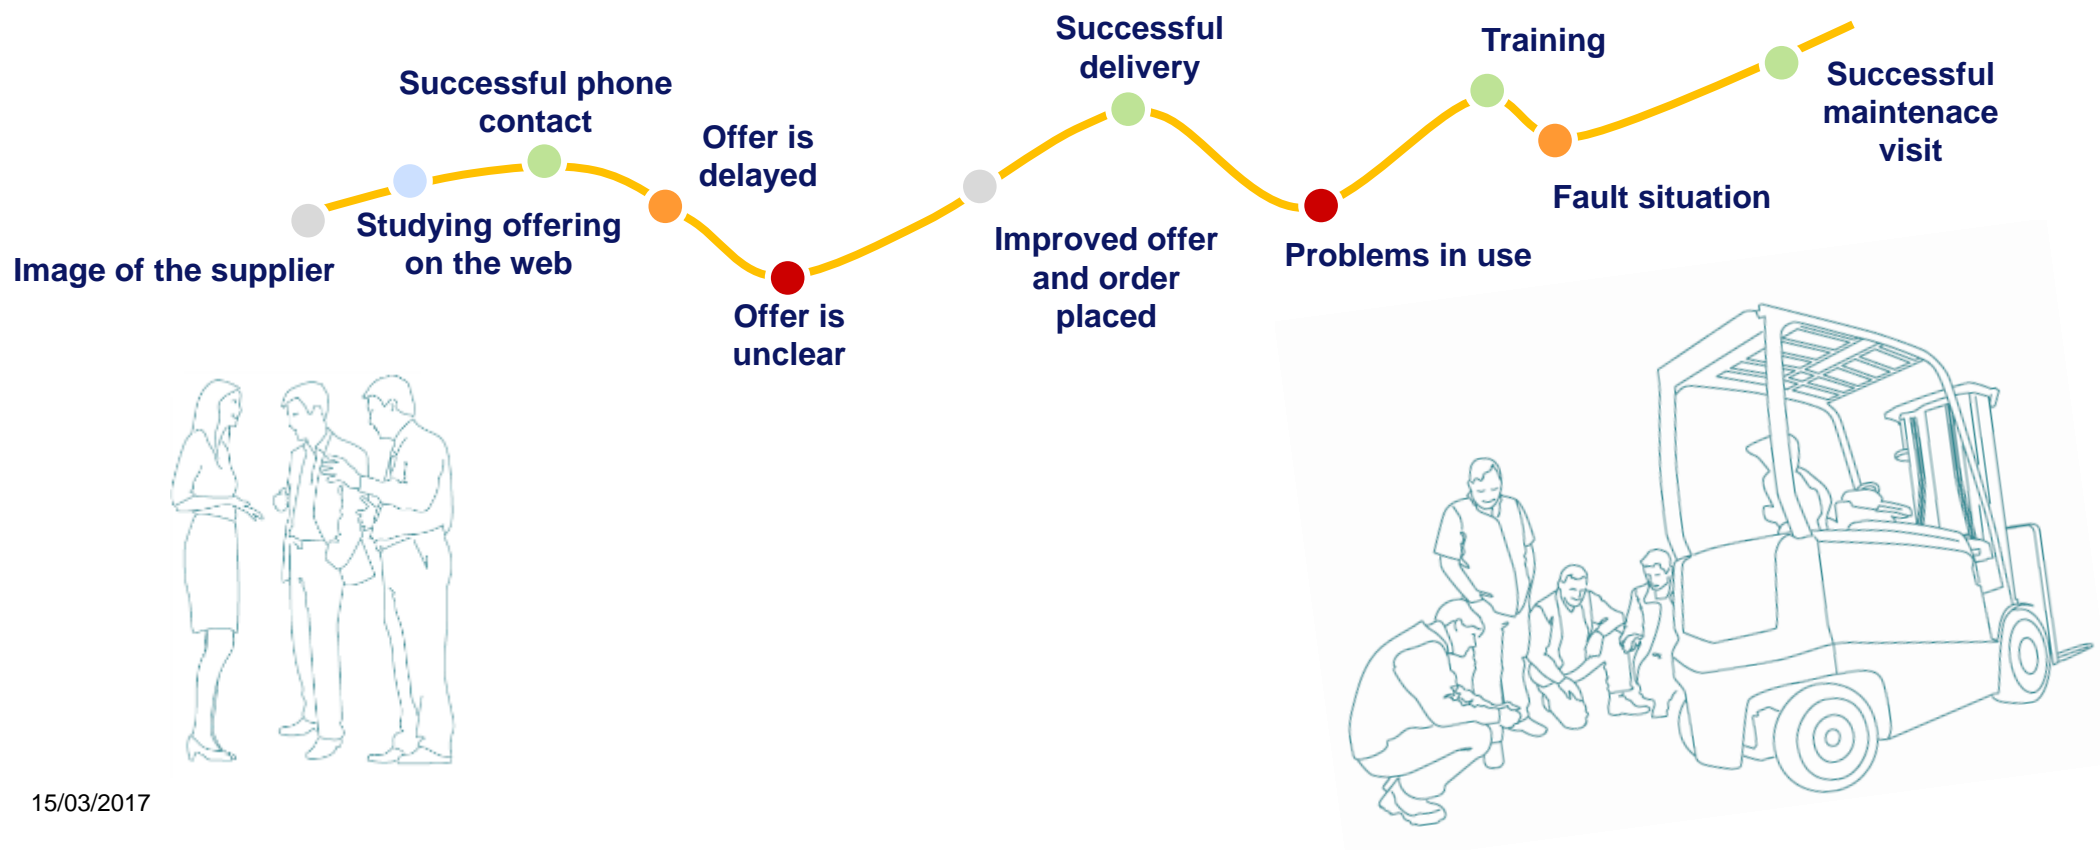 Image of the supplier
Studying offering
on the web
Successful phone
contact
Offer is
delayed
Offer is
unclear
Improved offer
and order
placed
Successful
delivery
Problems in use
Training
Fault situation
Successful
maintenace
visit
15/03/2017